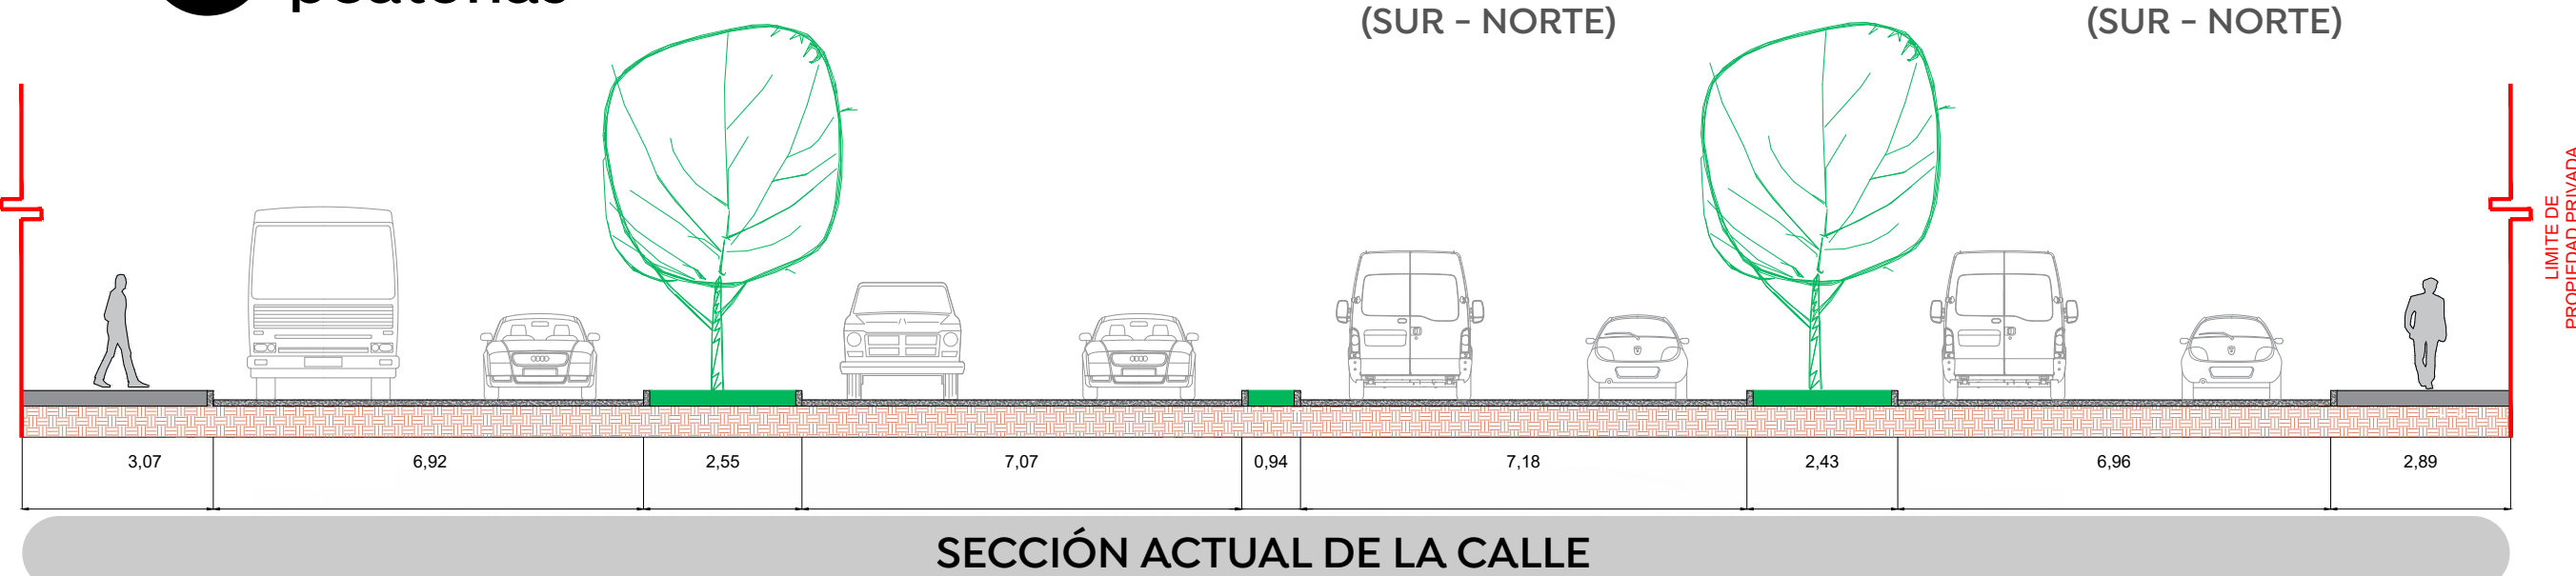 peatonas
(SUR - NORTE)
(SUR - NORTE)
LIMITE DE
PROPIEDAD PRIVADA
3,07
6,92
2,55
7,07
0,94
7,18
2,43
6,96
2,89
SECCIÓN ACTUAL DE LA CALLE